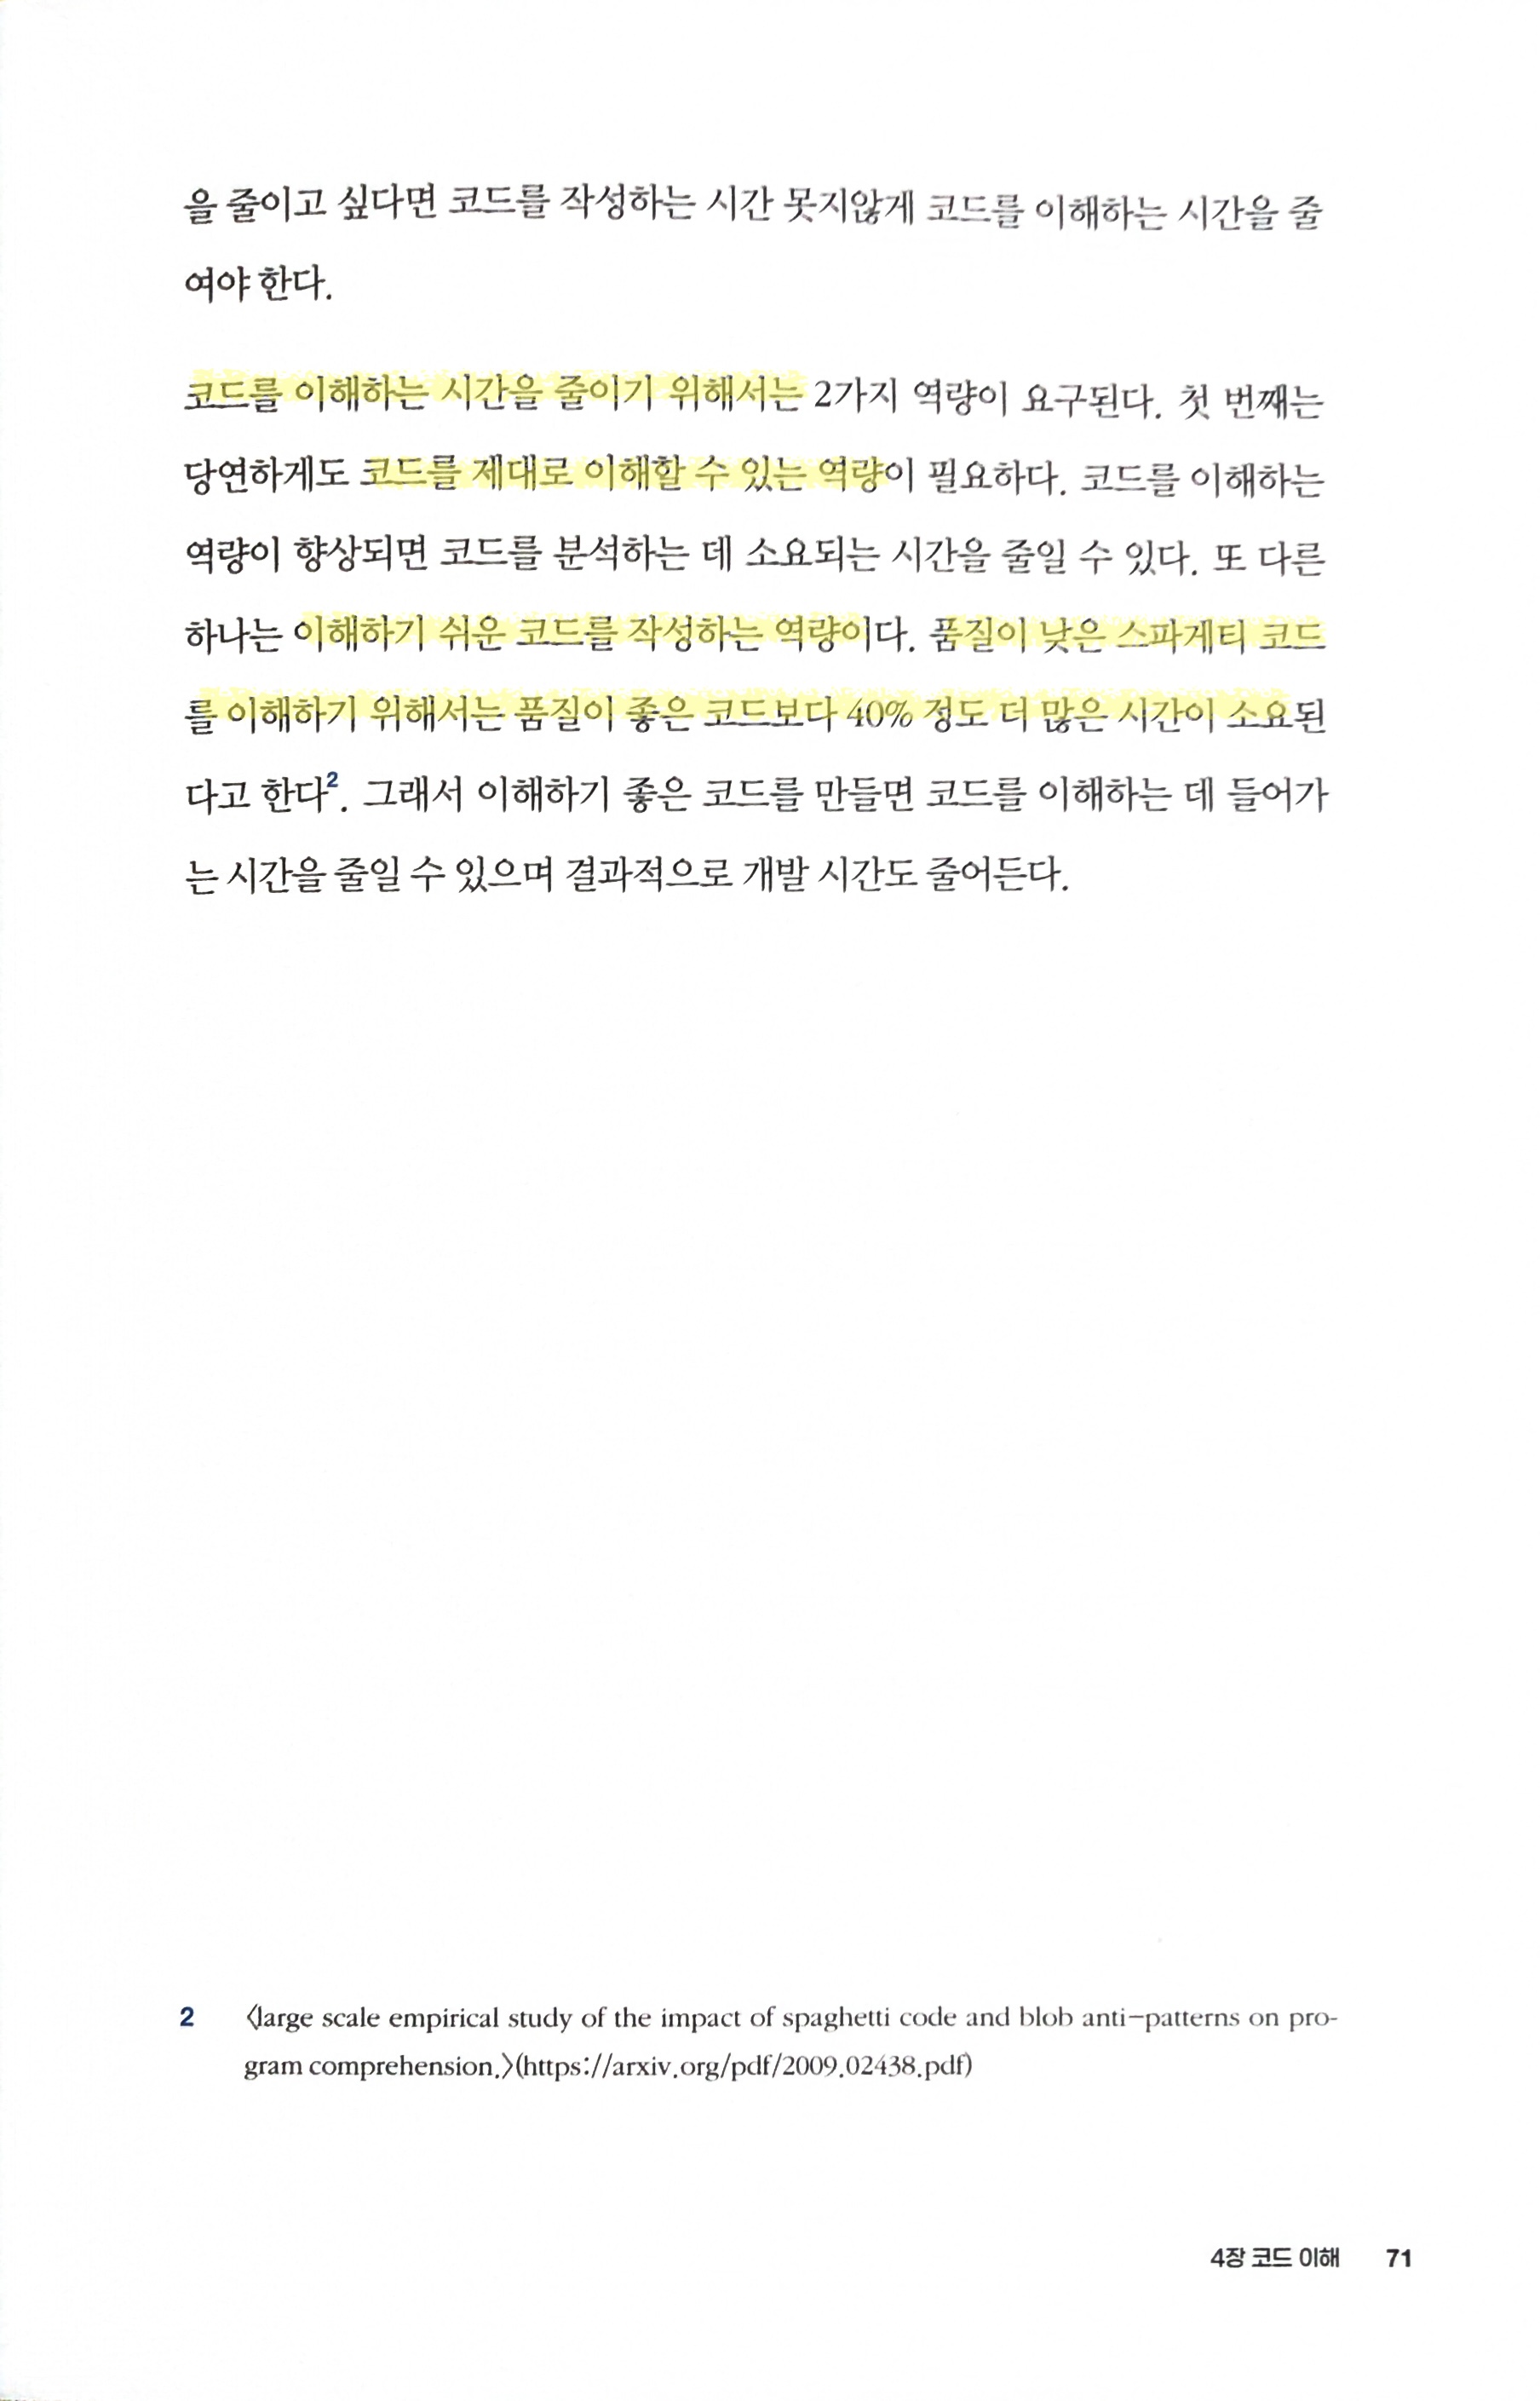 을 줄이고 싶다면 코드를 작성하는 시간 못지않게 코드를 이해하는 시간을 줄
여야 한다.
코드를 이해하는 시간을 줄이기 위해서는 2가지 역량이 요구된다. 첫 번째는
당연하게도 코드를 제대로 이해할 수 있는 역량이 필요하다. 코드를 이해하는
역량이 향상되면 코드를 분석하는 데 소요되는 시간을 줄일 수 있다. 또 다른
하나는 이해하기 쉬운 코드를 작성하는 역량이다. 품질이 낮은 스파게티 코드
를 이해하기 위해서는 품질이 좋은 코드보다 40% 정도 더 많은 시간이 소요된
다고 한다2. 그래서 이해하기 좋은 코드를 만들면 코드를 이해하는 데 들어가
는 시간을 줄일 수 있으며 결과적으로 개발 시간도 줄어든다.
2 〈large scale empirical study of the impact of spaghetti code and blob anti-patterns on pro-
gram comprehension.〉(https://arxiv.org/pdf/2009.02438.pdf)
4장 코드 이해 71